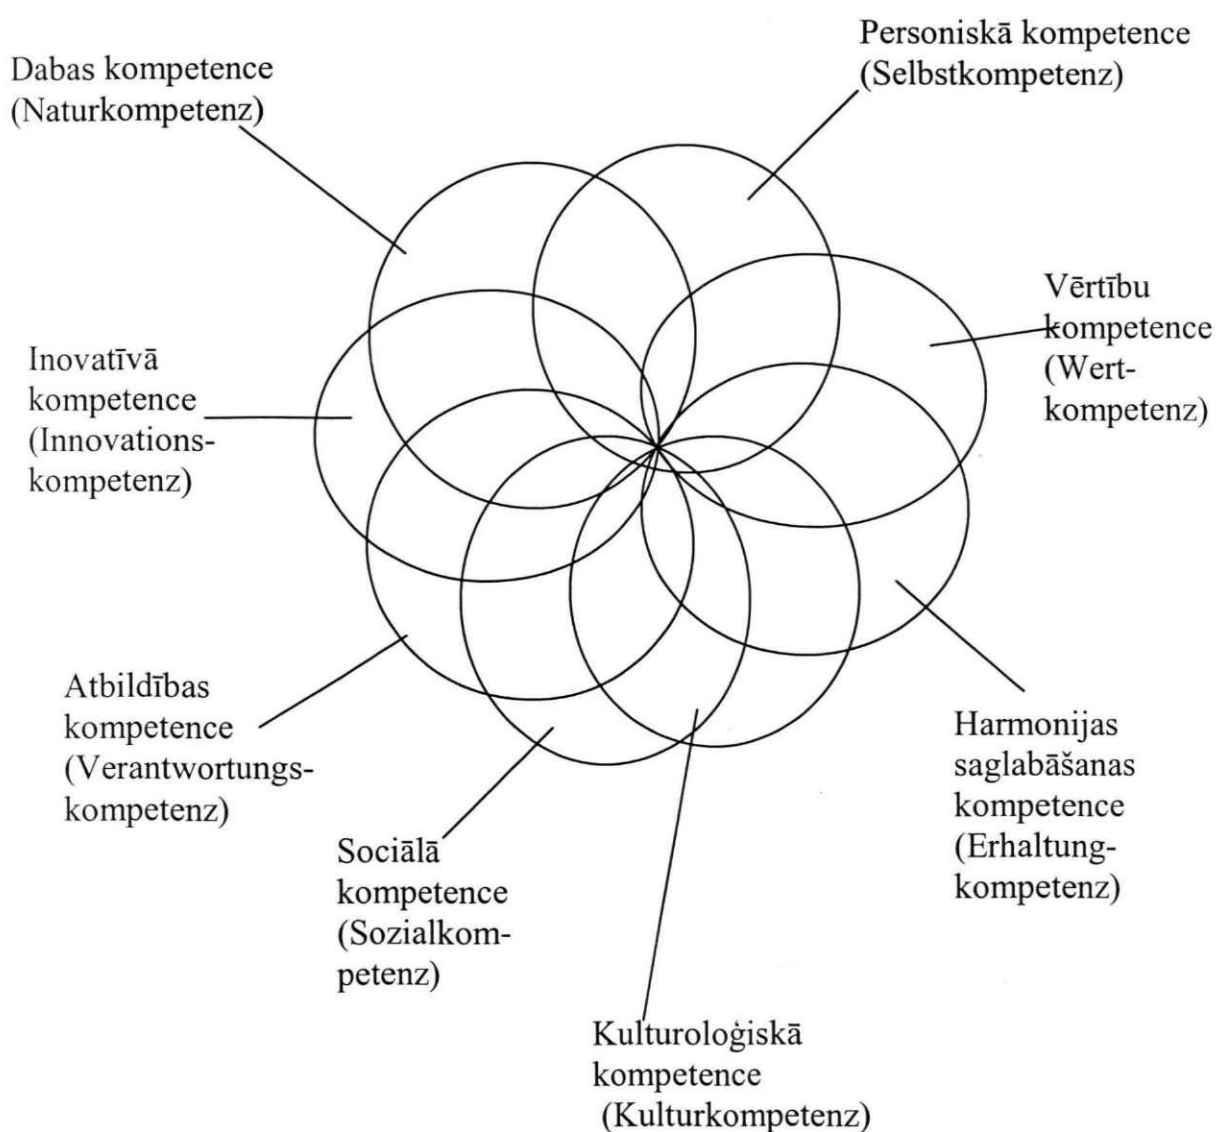 Personiskā kompetence
(Selbstkompetenz)
Dabas kompetence
(Naturkompetenz)
Vērtību
kompetence
(Wert-
kompetenz)
Inovatīvā
kompetence
(Innovations-
kompetenz)
Atbildības
kompetence
(Verantwortungs-
kompetenz)
Harmonijas
saglabāšanas
kompetence
(Erhaltung-
kompetenz)
Sociālā
kompetence
(Sozialkom-
petenz)
Kulturoloģiskā
kompetence
(Kulturkompetenz)